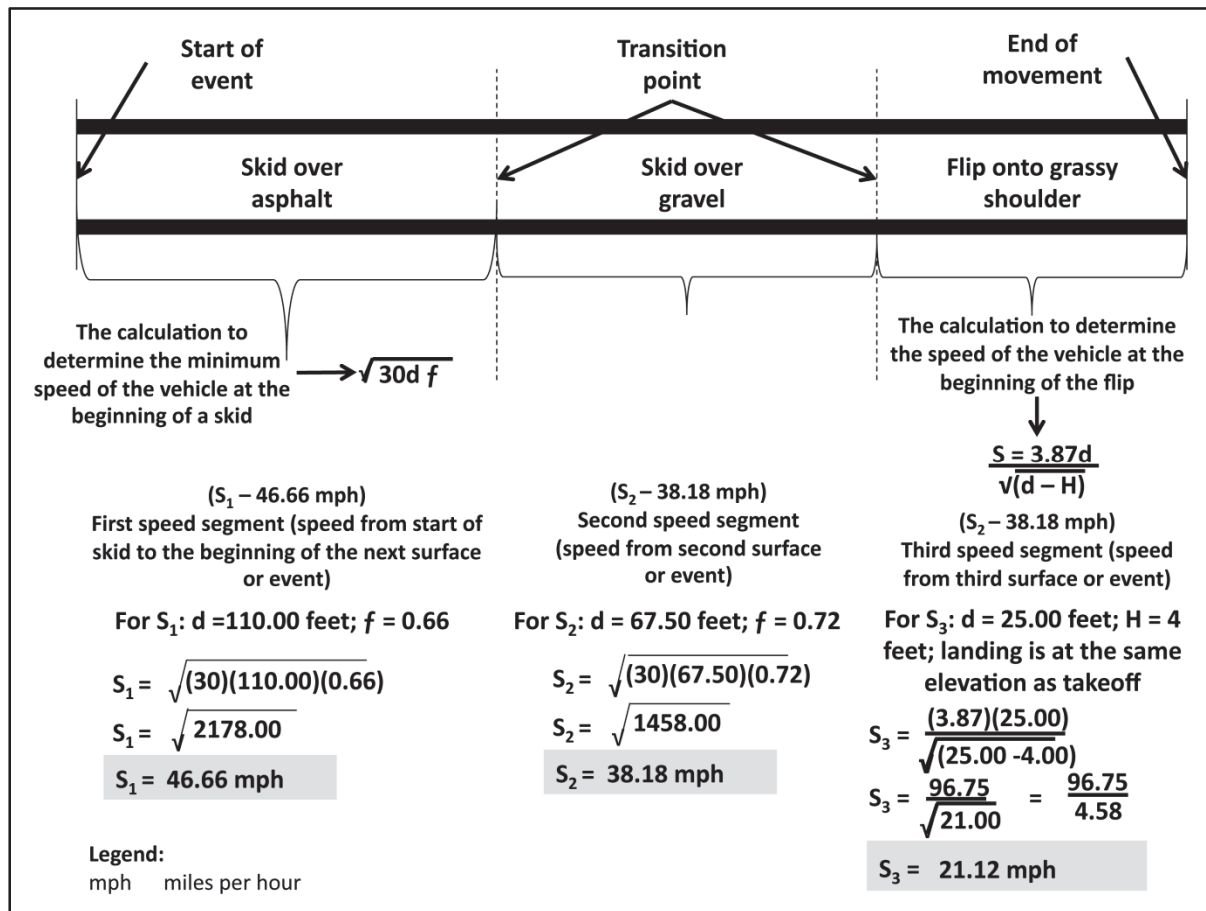 Start of
event
Transition
point
End of
movement
Skid over
asphalt
Skid over
gravel
Flip onto grassy
shoulder
The calculation to
determine the minimum
speed of the vehicle at the
beginning of a skid
√30d f
The calculation to determine
the speed of the vehicle at the
beginning of the flip
S = 3.87d
√(d – H)
(S₁ – 46.66 mph)
First speed segment (speed from start of
skid to the beginning of the next surface
or event)
For S₁: d =110.00 feet; f = 0.66
S₁ = √(30)(110.00)(0.66)
S₁ = √2178.00
S₁ = 46.66 mph
(S₂ – 38.18 mph)
Second speed segment
(speed from second surface
or event)
For S₂: d = 67.50 feet; f = 0.72
S₂ = √(30)(67.50)(0.72)
S₂ = √1458.00
S₂ = 38.18 mph
(S₂ – 38.18 mph)
Third speed segment (speed
from third surface or event)
For S₃: d = 25.00 feet; H = 4
feet; landing is at the same
elevation as takeoff
S₃ = (3.87)(25.00)
√(25.00 -4.00)
S₃ = 96.75 = 96.75
√21.00 4.58
S₃ = 21.12 mph
Legend:
mph miles per hour